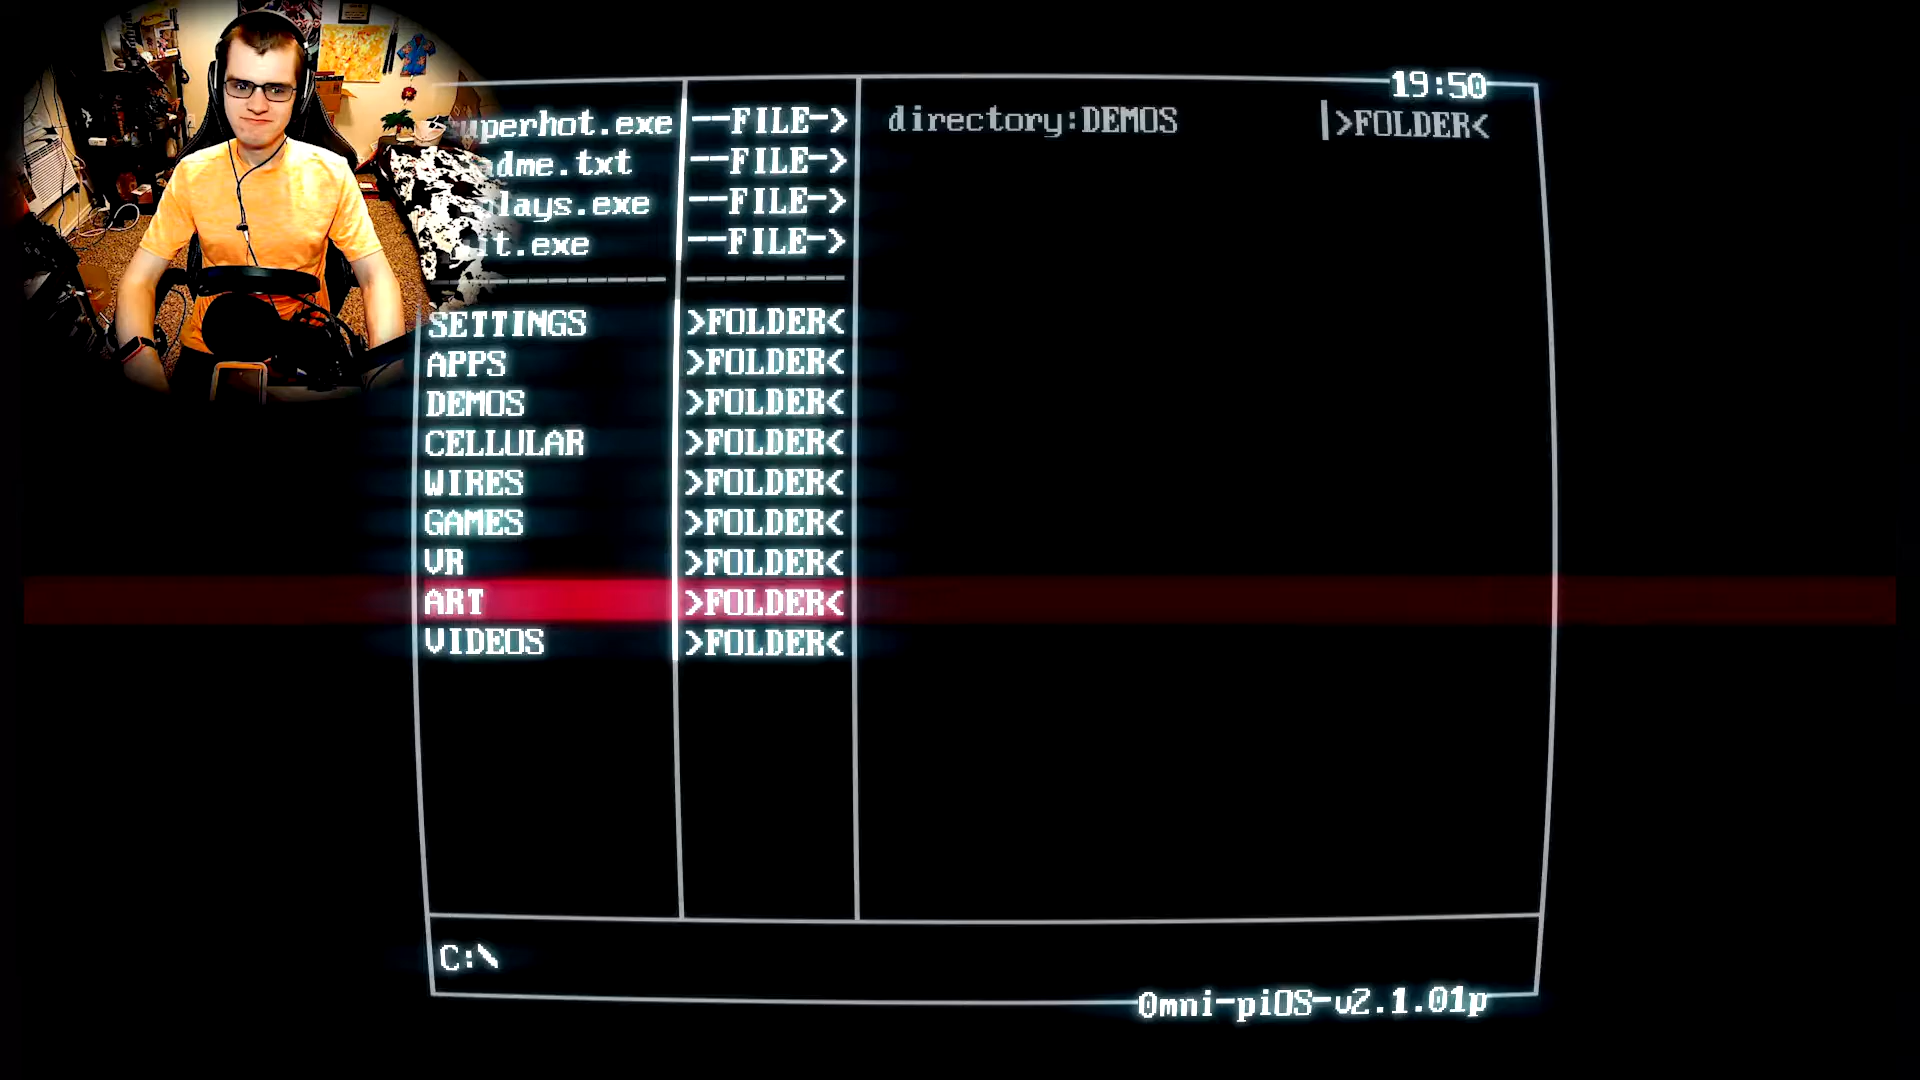 19:50
uperhot.exe --FILE-> directory:DEMOS >FOLDER<
dme.txt --FILE->
lays.exe --FILE->
it.exe --FILE->
SETTINGS >FOLDER<
APPS >FOLDER<
DEMOS >FOLDER<
CELLULAR >FOLDER<
WIRES >FOLDER<
GAMES >FOLDER<
VR >FOLDER<
ART >FOLDER<
VIDEOS >FOLDER<
C:\
Omni-piOS-v2.1.01p